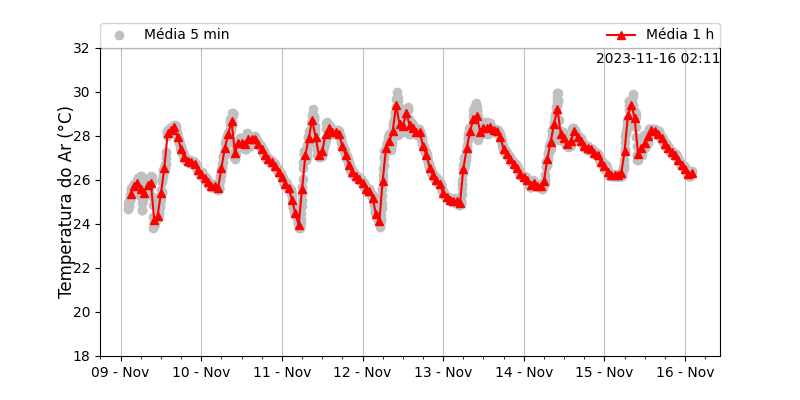 Média 5 min
Média 1 h
2023-11-16 02:11
Temperatura do Ar (°C)
32
30
28
26
24
22
20
18
09 - Nov
10 - Nov
11 - Nov
12 - Nov
13 - Nov
14 - Nov
15 - Nov
16 - Nov